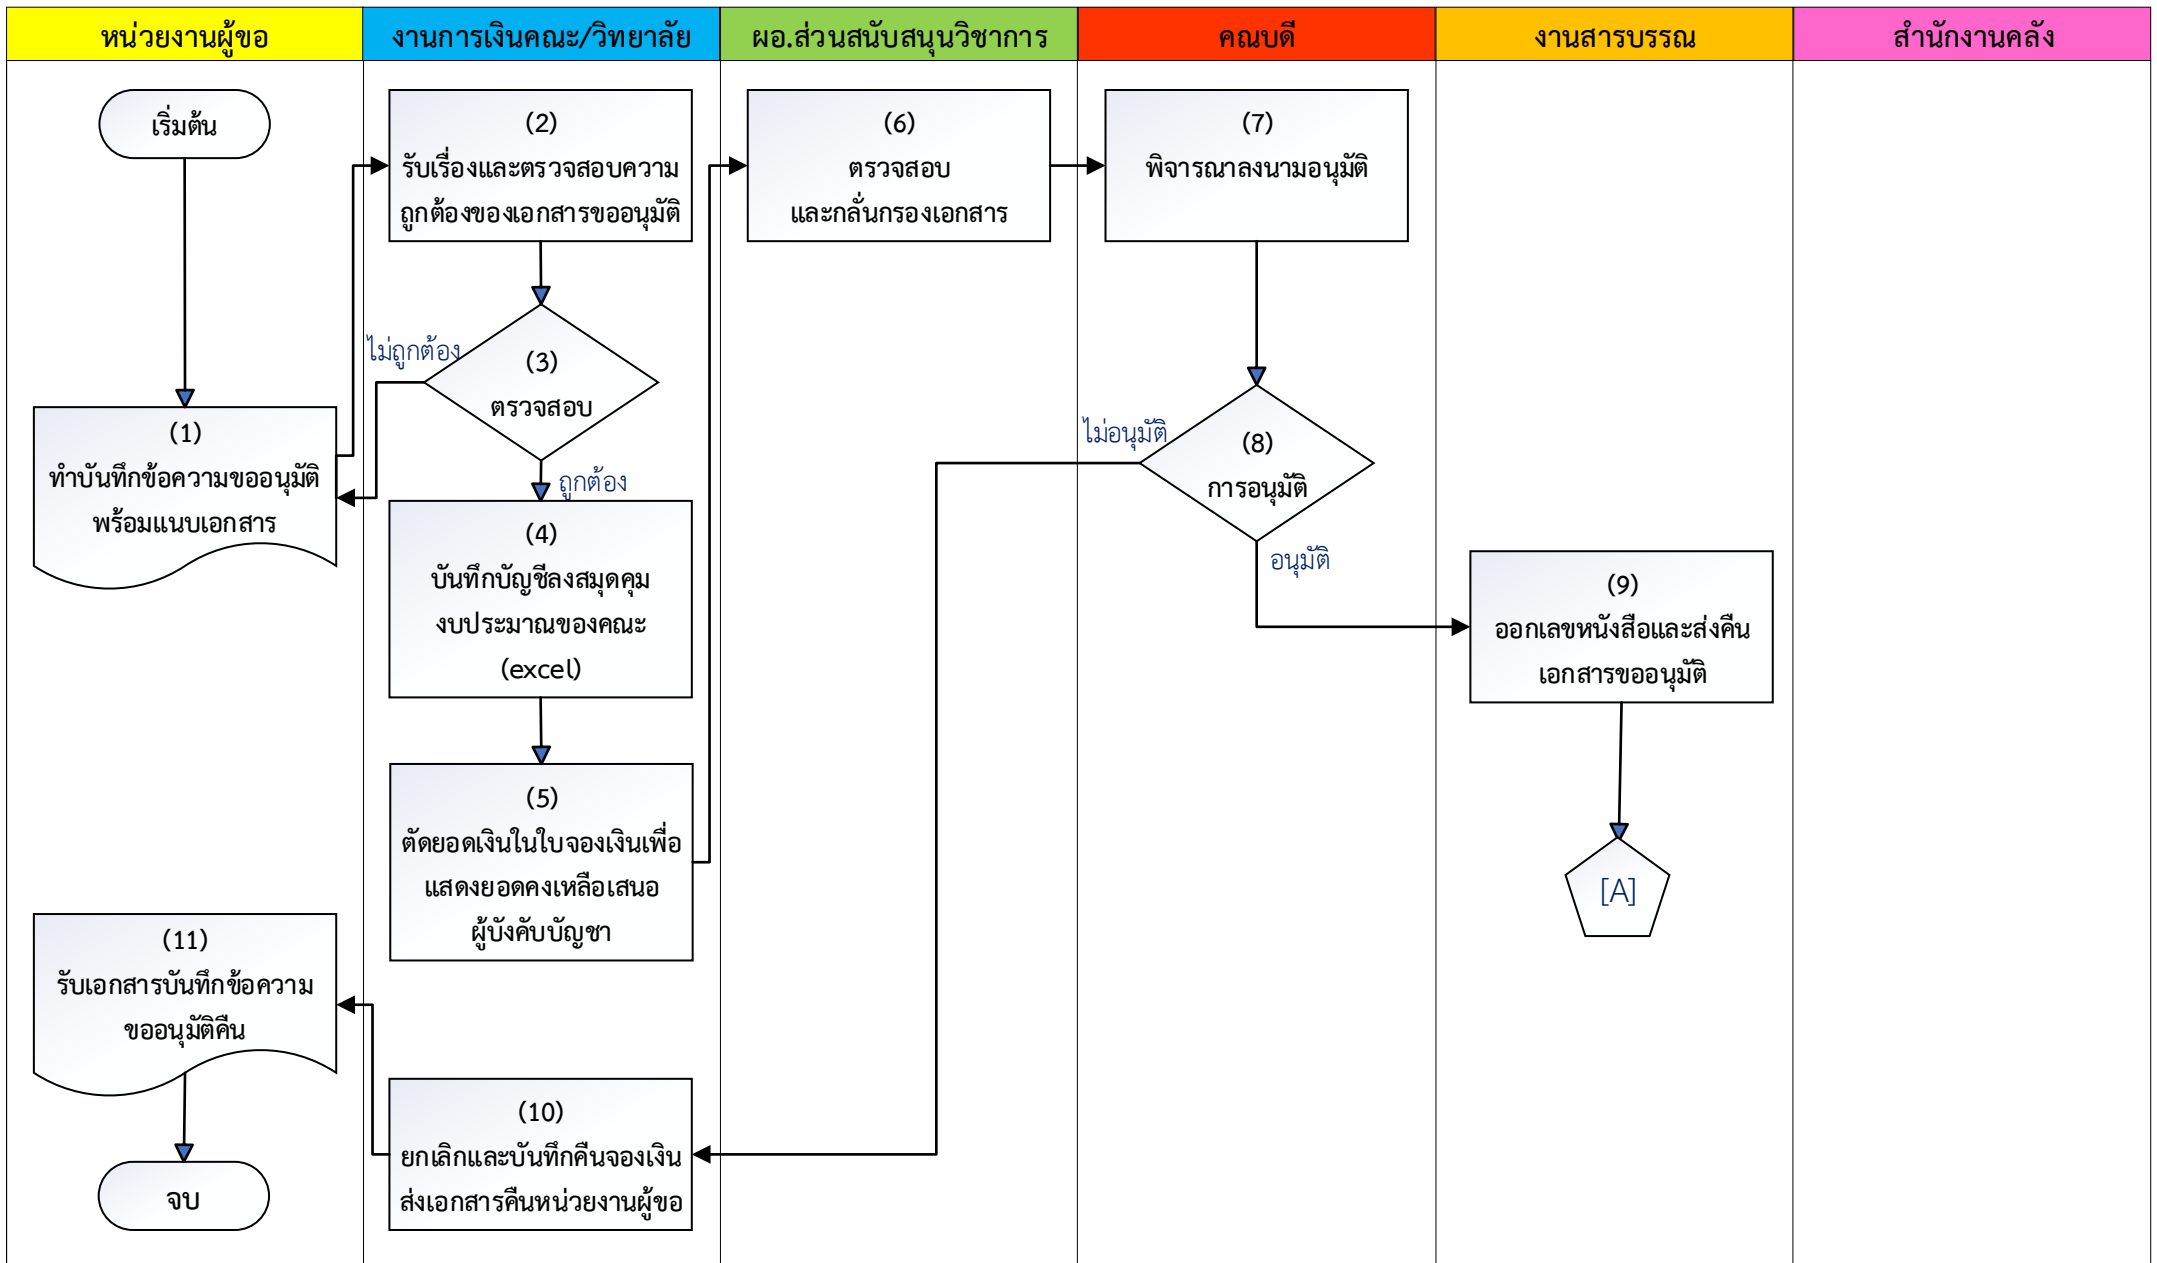 หน่วยงานผู้ขอ
งานการเงินคณะ/วิทยาลัย
ผอ.ส่วนสนับสนุนวิชาการ
คณบดี
งานสารบรรณ
สำนักงานคลัง
เริ่มต้น
(1)
ทำบันทึกข้อความขออนุมัติ
พร้อมแนบเอกสาร
(2)
รับเรื่องและตรวจสอบความ
ถูกต้องของเอกสารขออนุมัติ
ไม่ถูกต้อง
(3)
ตรวจสอบ
ถูกต้อง
(4)
บันทึกบัญชีลงสมุดคุม
งบประมาณของคณะ
(excel)
(5)
ตัดยอดเงินในใบจองเงินเพื่อ
แสดงยอดคงเหลือเสนอ
ผู้บังคับบัญชา
(6)
ตรวจสอบ
และกลั่นกรองเอกสาร
(7)
พิจารณาลงนามอนุมัติ
ไม่อนุมัติ
(8)
การอนุมัติ
อนุมัติ
(9)
ออกเลขหนังสือและส่งคืน
เอกสารขออนุมัติ
[A]
(10)
ยกเลิกและบันทึกคืนจองเงิน
ส่งเอกสารคืนหน่วยงานผู้ขอ
(11)
รับเอกสารบันทึกข้อความ
ขออนุมัติคืน
จบ